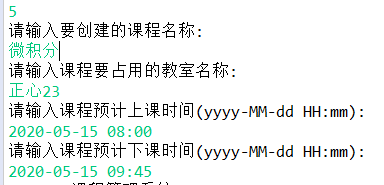 5
请输入要创建的课程名称:
微积分
请输入课程要占用的教室名称:
正心23
请输入课程预计上课时间(yyyy-MM-dd HH:mm):
2020-05-15 08:00
请输入课程预计下课时间(yyyy-MM-dd HH:mm):
2020-05-15 09:45